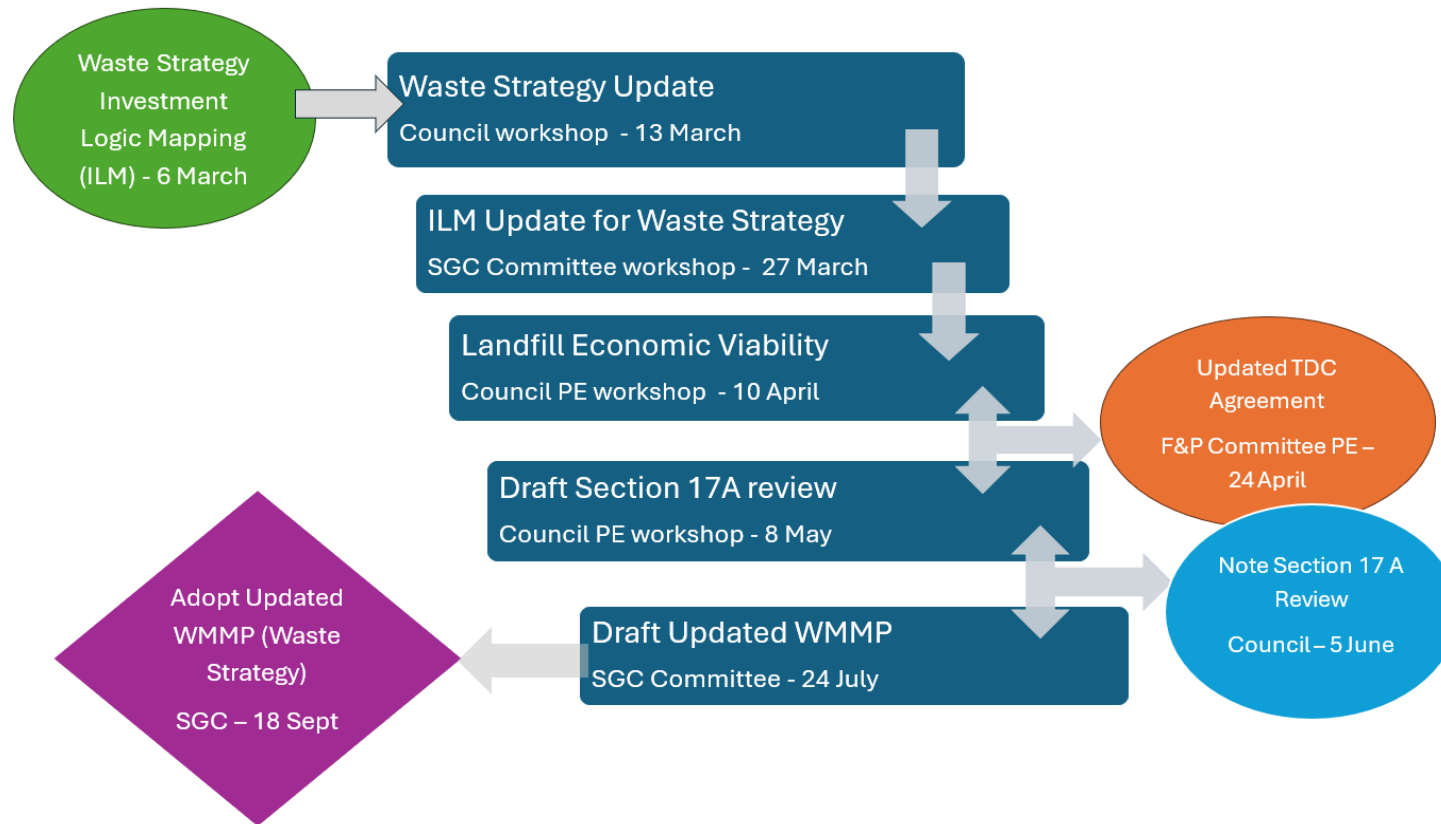 Waste Strategy
Investment
Logic Mapping
(ILM) - 6 March
Waste Strategy Update
Council workshop - 13 March
ILM Update for Waste Strategy
SGC Committee workshop - 27 March
Landfill Economic Viability
Council PE workshop - 10 April
Updated TDC
Agreement
F&P Committee PE –
24 April
Draft Section 17A review
Council PE workshop - 8 May
Note Section 17 A
Review
Council – 5 June
Draft Updated WMMP
SGC Committee - 24 July
Adopt Updated
WMMP (Waste
Strategy)
SGC – 18 Sept